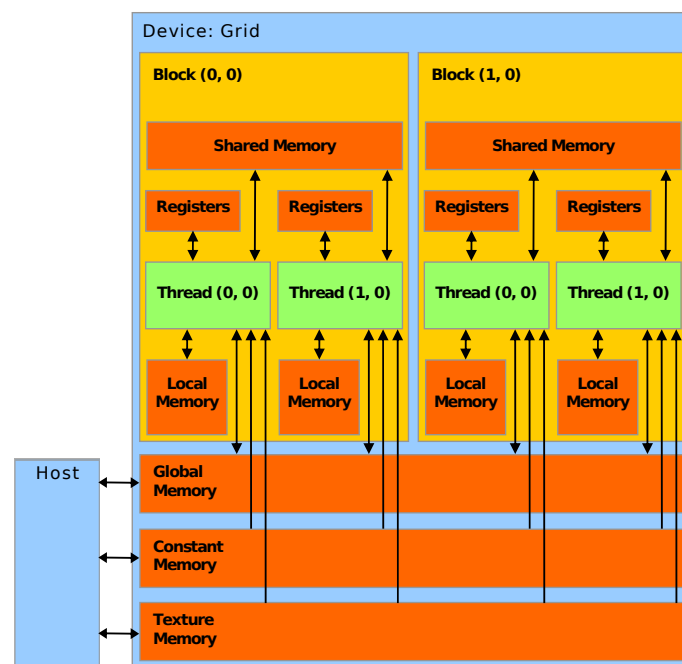 Device: Grid
Block (0, 0)
Block (1, 0)
Shared Memory
Shared Memory
Registers
Registers
Registers
Registers
Thread (0, 0)
Thread (1, 0)
Thread (0, 0)
Thread (1, 0)
Local
Memory
Local
Memory
Local
Memory
Local
Memory
Host
Global
Memory
Constant
Memory
Texture
Memory